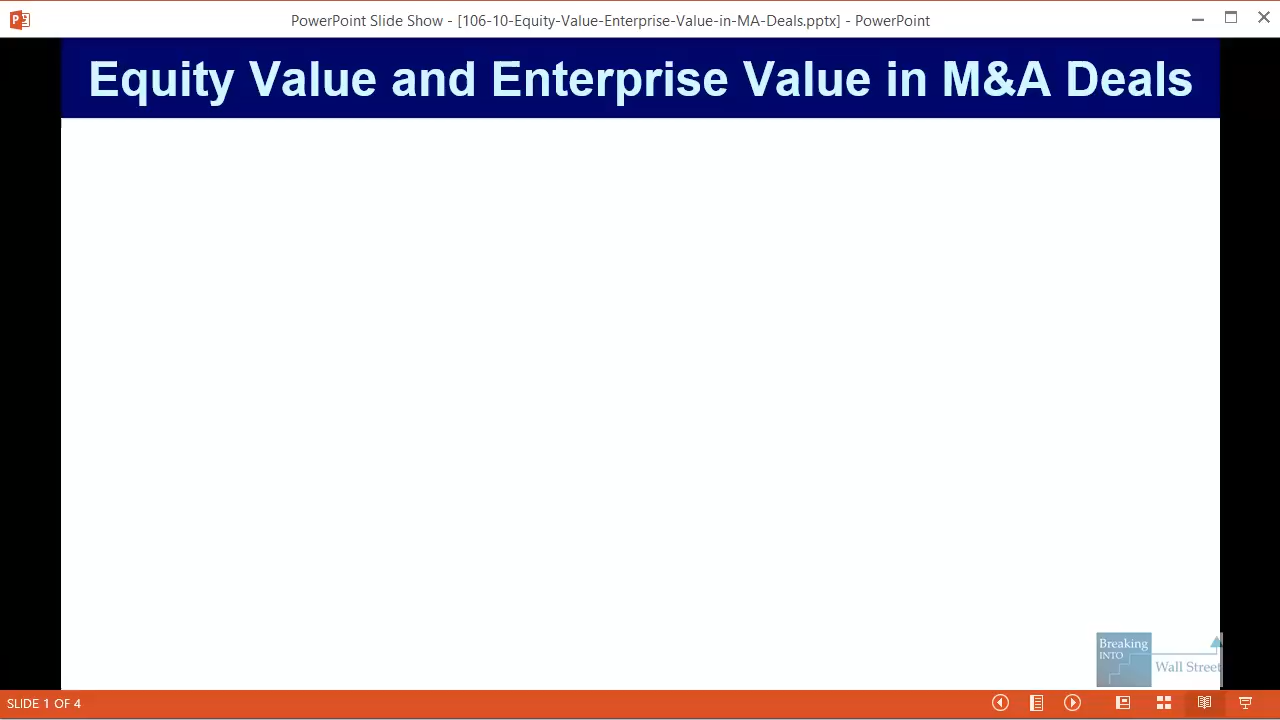 PowerPoint Slide Show - [106-10-Equity-Value-Enterprise-Value-in-MA-Deals.pptx] - PowerPoint
Equity Value and Enterprise Value in M&A Deals
Breaking
INTO
Wall Street
SLIDE 1 OF 4